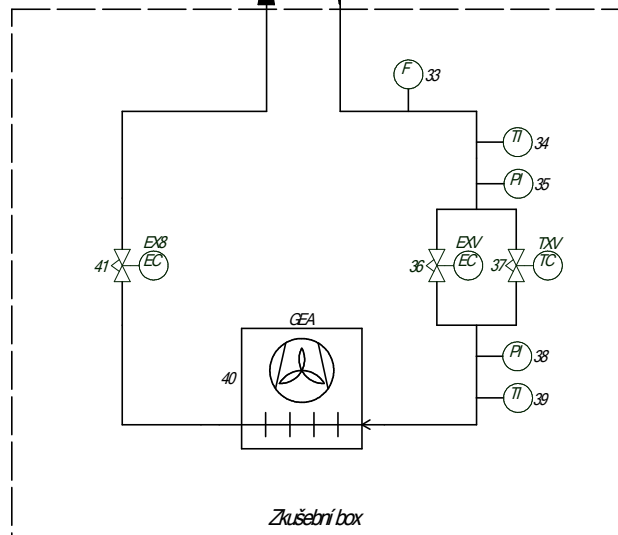 F 33
TI 34
PI 35
EX8
EC
41
EXV
EC
36
TXV
TC
37
GEA
40
PI 38
TI 39
Zkušební box